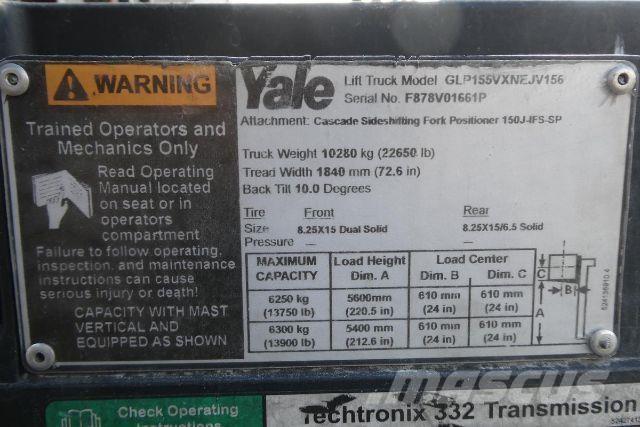 WARNING
Trained Operators and
Mechanics Only
Read Operating
Manual located
on seat or in
operators
compartment
Failure to follow operating,
inspection, and maintenance
instructions can cause
serious injury or death!
CAPACITY WITH MAST
VERTICAL AND
EQUIPPED AS SHOWN
Yale
Lift Truck Model GLP155VXNEJV156
Serial No. F878V01661P
Attachment: Cascade Sideshifting Fork Positioner 150J-IFS-SP
Truck Weight 10280 kg (22650 lb)
Tread Width 1840 mm (72.6 in)
Back Tilt 10.0 Degrees
Tire Front Rear
Size 8.25X15 Dual Solid 8.25X15/6.5 Solid
Pressure — —
MAXIMUM CAPACITY Load Height Dim. A Load Center Dim. B Dim. C
6250 kg 5600mm 610 mm 610 mm
(13750 lb) (220.5 in) (24 in) (24 in)
6300 kg 5400 mm 610 mm 610 mm
(13900 lb) (212.6 in) (24 in) (24 in)
C B A
524136910.4
Check Operating
Instructions
Techtronix 332 Transmission
mascus